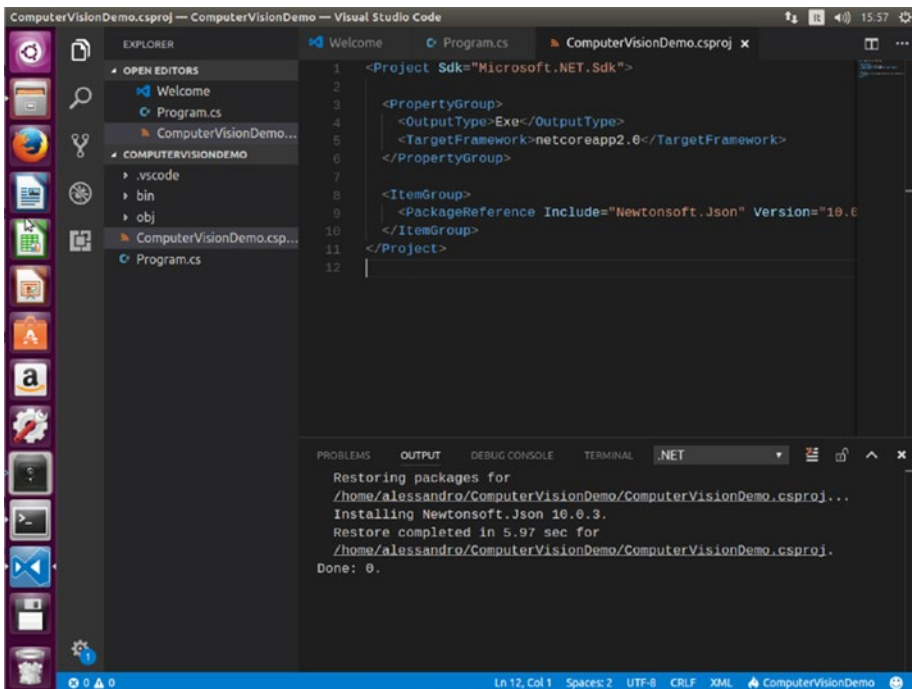 ComputerVisionDemo.csproj — ComputerVisionDemo — Visual Studio Code
It
15:57
EXPLORER
OPEN EDITORS
Welcome
Program.cs
ComputerVisionDemo...
COMPUTERVISIONDEMO
.vscode
bin
obj
ComputerVisionDemo.csp...
Program.cs
Welcome
Program.cs
ComputerVisionDemo.csproj
1 <Project Sdk="Microsoft.NET.Sdk">
2
3 <PropertyGroup>
4 <OutputType>Exe</OutputType>
5 <TargetFramework>netcoreapp2.0</TargetFramework>
6 </PropertyGroup>
7
8 <ItemGroup>
9 <PackageReference Include="Newtonsoft.Json" Version="10.0
10 </ItemGroup>
11 </Project>
12
PROBLEMS OUTPUT DEBUG CONSOLE TERMINAL .NET
Restoring packages for
/home/alessandro/ComputerVisionDemo/ComputerVisionDemo.csproj...
Installing Newtonsoft.Json 10.0.3.
Restore completed in 5.97 sec for
/home/alessandro/ComputerVisionDemo/ComputerVisionDemo.csproj.
Done: 0.
a
1
0 0
Ln 12, Col 1 Spaces: 2 UTF-8 CRLF XML ComputerVisionDemo